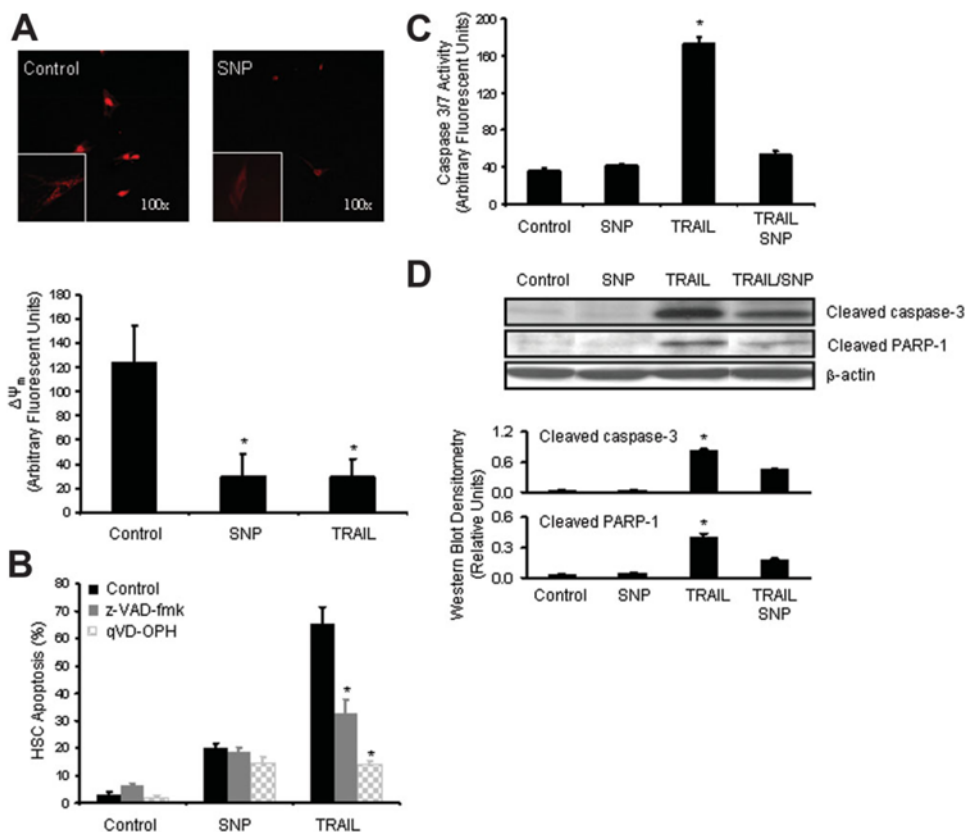 A
Control
100x
SNP
100x
180
160
140
120
100
80
60
40
20
0
ΔΨm
(Arbitrary Fluorescent Units)
*
*
Control
SNP
TRAIL
B
80
70
60
50
40
30
20
10
0
HSC Apoptosis (%)
Control
z-VAD-fmk
qVD-OPH
*
*
Control
SNP
TRAIL
C
200
160
120
80
40
0
Caspase 3/7 Activity
(Arbitrary Fluorescent Units)
*
Control
SNP
TRAIL
TRAIL
SNP
D
Control
SNP
TRAIL
TRAIL/SNP
Cleaved caspase-3
Cleaved PARP-1
β-actin
Western Blot Densitometry
(Relative Units)
1.2
0.6
0.0
Cleaved caspase-3
*
0.6
0.3
0.0
Cleaved PARP-1
*
Control
SNP
TRAIL
TRAIL
SNP